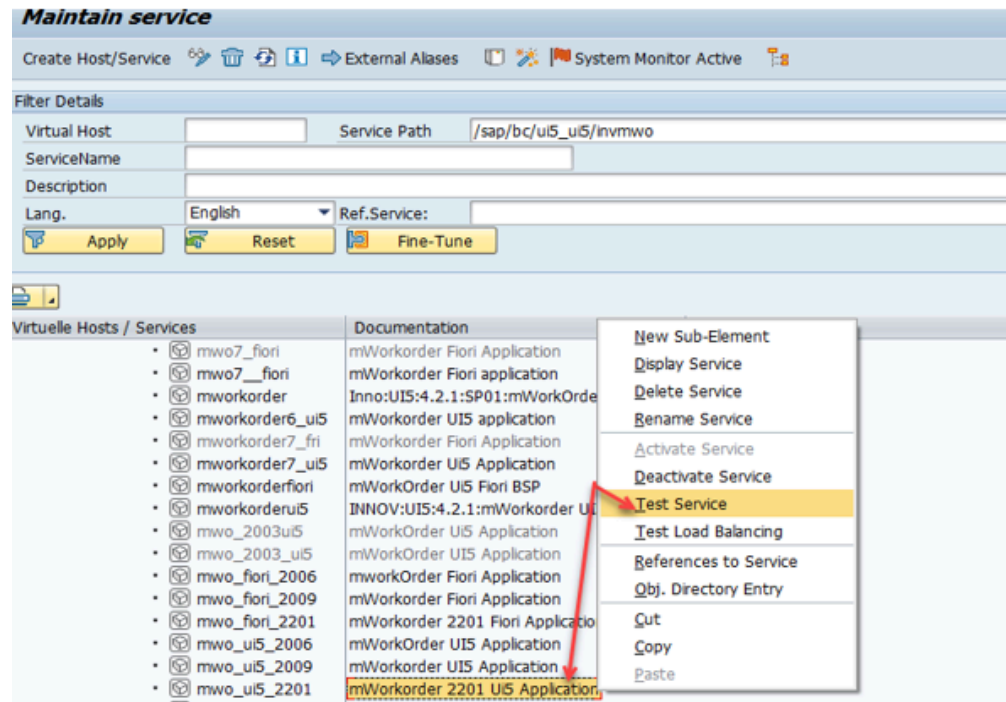 Maintain service
Create Host/Service External Aliases System Monitor Active
Filter Details
Virtual Host Service Path /sap/bc/ui5_ui5/invmwo
ServiceName
Description
Lang. English Ref.Service:
Apply Reset Fine-Tune
Virtuelle Hosts / Services Documentation
mwo7_fiori mWorkorder Fiori Application
mwo7__fiori mWorkorder Fiori application
mworkorder Inno:UI5:4.2.1:SP01:mWorkOrde
mworkorder6_ui5 mWorkorder UI5 application
mworkorder7_fri mWorkorder Fiori Application
mworkorder7_ui5 mWorkorder Ui5 Application
mworkorderfiori mWorkOrder Ui5 Fiori BSP
mworkorderui5 INNOV:UI5:4.2.1:mWorkorder UI
mwo_2003ui5 mWorkOrder Ui5 Application
mwo_2003_ui5 mWorkOrder UI5 Application
mwo_fiori_2006 mworkOrder Fiori Application
mwo_fiori_2009 mWorkorder Fiori Application
mwo_fiori_2201 mWorkorder 2201 Fiori Applicatio
mwo_ui5_2006 mWorkOrder UI5 Application
mwo_ui5_2009 mWorkorder UI5 Application
mwo_ui5_2201 mWorkorder 2201 Ui5 Application
New Sub-Element
Display Service
Delete Service
Rename Service
Activate Service
Deactivate Service
Test Service
Test Load Balancing
References to Service
Obj. Directory Entry
Cut
Copy
Paste